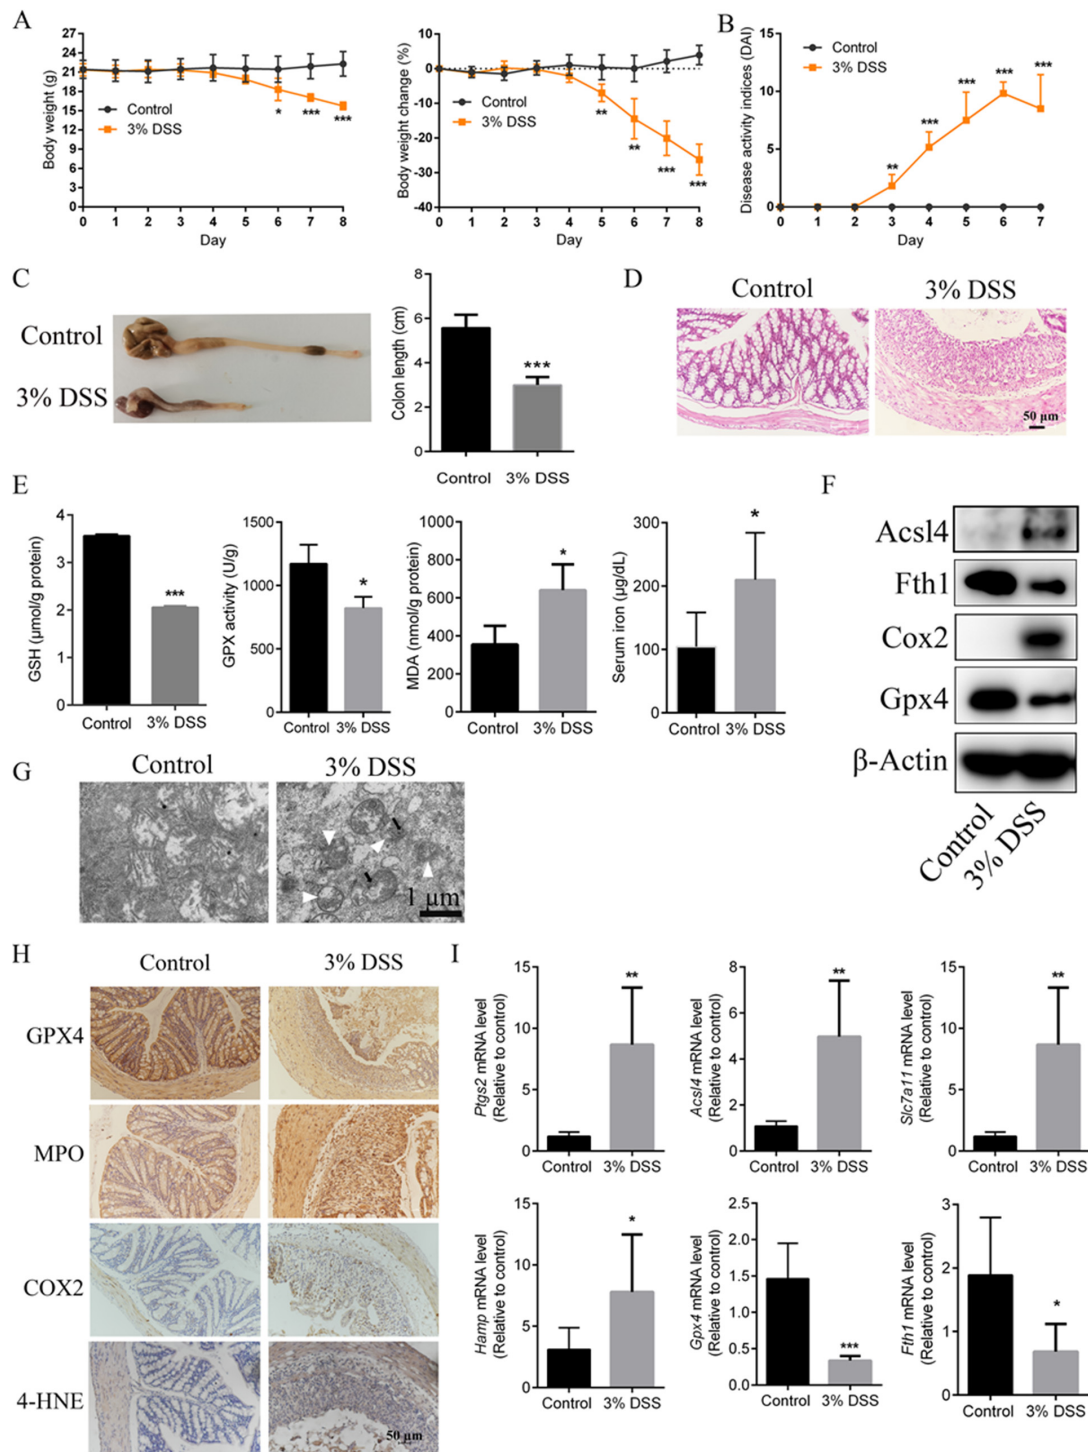 A
Body weight (g)
27
24
21
18
15
12
9
6
3
0
Control
3% DSS
*
***
***
0 1 2 3 4 5 6 7 8
Day
Body weight change (%)
10
0
-10
-20
-30
-40
Control
3% DSS
**
**
***
***
0 1 2 3 4 5 6 7 8
Day
B
Disease activity indices (DAI)
15
10
5
0
Control
3% DSS
**
***
***
***
***
0 1 2 3 4 5 6 7
Day
C
Control
3% DSS
Colon length (cm)
8
6
4
2
0
***
Control 3% DSS
D
Control 3% DSS
50 µm
E
GSH (µmol/g protein)
4
3
2
1
0
***
Control 3% DSS
GPX activity (U/g)
1500
1000
500
0
*
Control 3% DSS
MDA (nmol/g protein)
1000
800
600
400
200
0
*
Control 3% DSS
Serum iron (µg/dL)
300
200
100
0
*
Control 3% DSS
F
Acsl4
Fth1
Cox2
Gpx4
β-Actin
Control
3% DSS
G
Control 3% DSS
1 µm
H
Control 3% DSS
GPX4
MPO
COX2
4-HNE
50 µm
I
Ptgs2 mRNA level
(Relative to control)
15
10
5
0
**
Control 3% DSS
Acsl4 mRNA level
(Relative to control)
8
6
4
2
0
**
Control 3% DSS
Slc7a11 mRNA level
(Relative to control)
15
10
5
0
**
Control 3% DSS
Hamp mRNA level
(Relative to control)
15
10
5
0
*
Control 3% DSS
Gpx4 mRNA level
(Relative to control)
2.5
2.0
1.5
1.0
0.5
0.0
***
Control 3% DSS
Fth1 mRNA level
(Relative to control)
3
2
1
0
*
Control 3% DSS